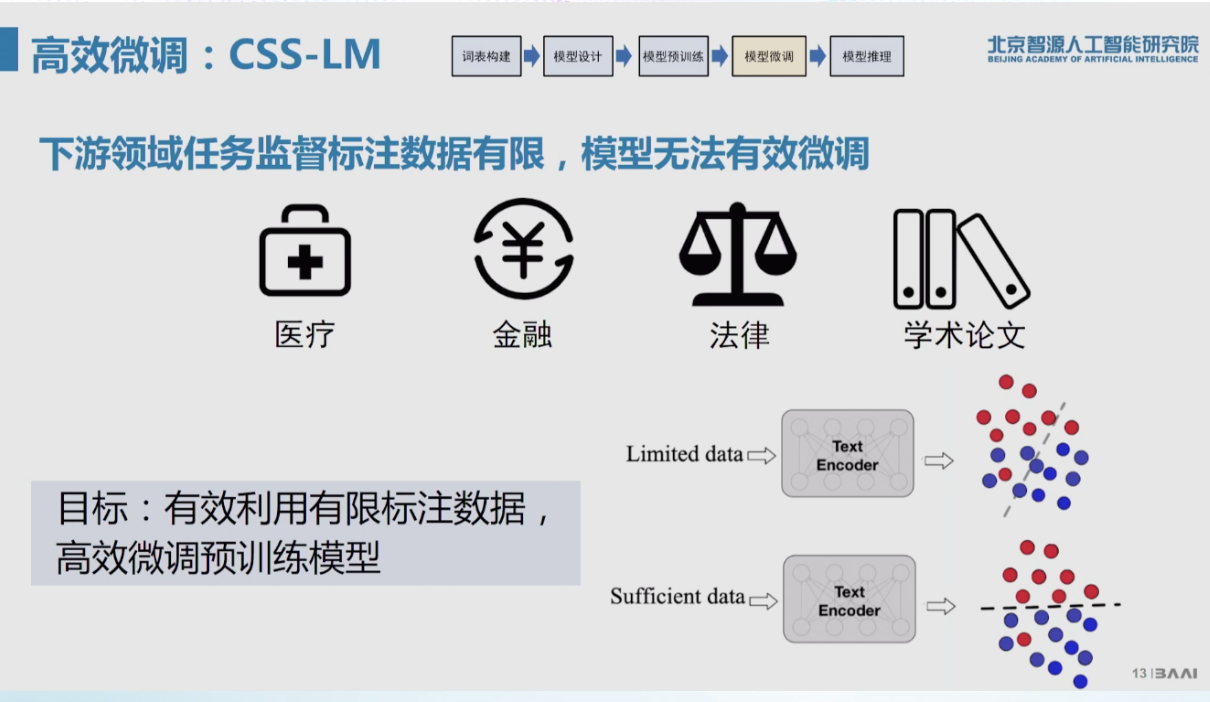 高效微调：CSS-LM
词表构建
模型设计
模型预训练
模型微调
模型推理
北京智源人工智能研究院
BEIJING ACADEMY OF ARTIFICIAL INTELLIGENCE
下游领域任务监督标注数据有限，模型无法有效微调
医疗
金融
法律
学术论文
Limited data
Text
Encoder
目标：有效利用有限标注数据，
高效微调预训练模型
Sufficient data
Text
Encoder
13
BAAI